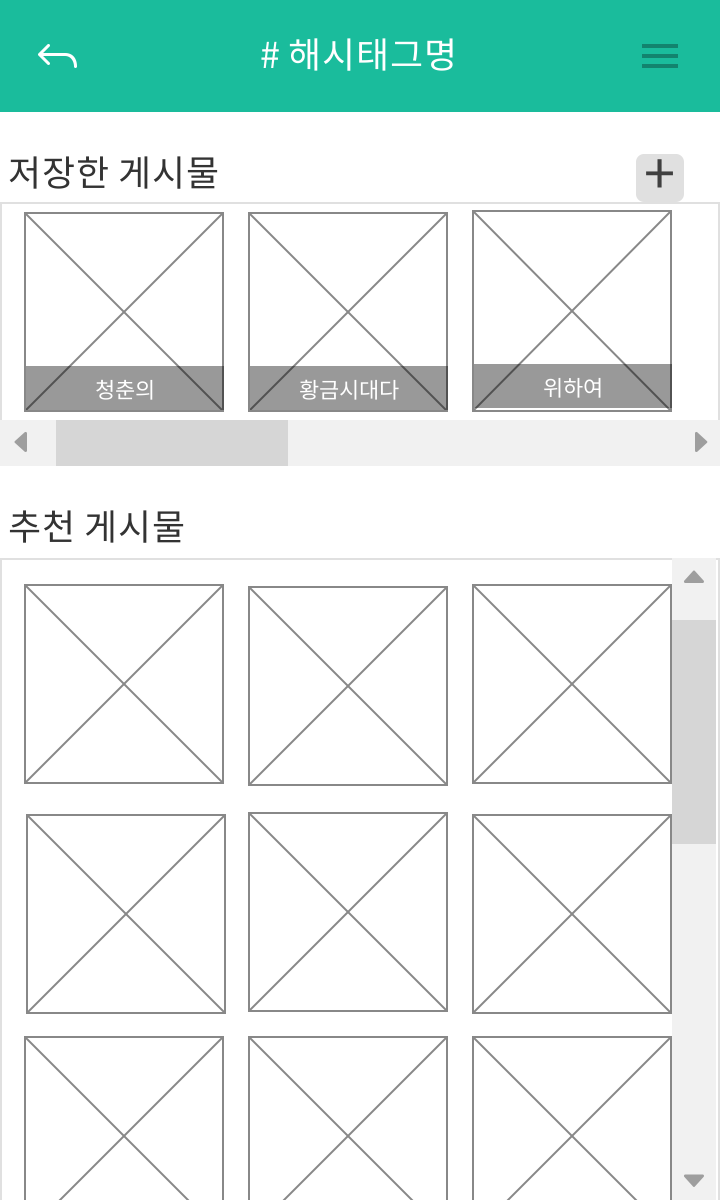 # 해시태그명
저장한 게시물
청춘의
황금시대다
위하여
추천 게시물